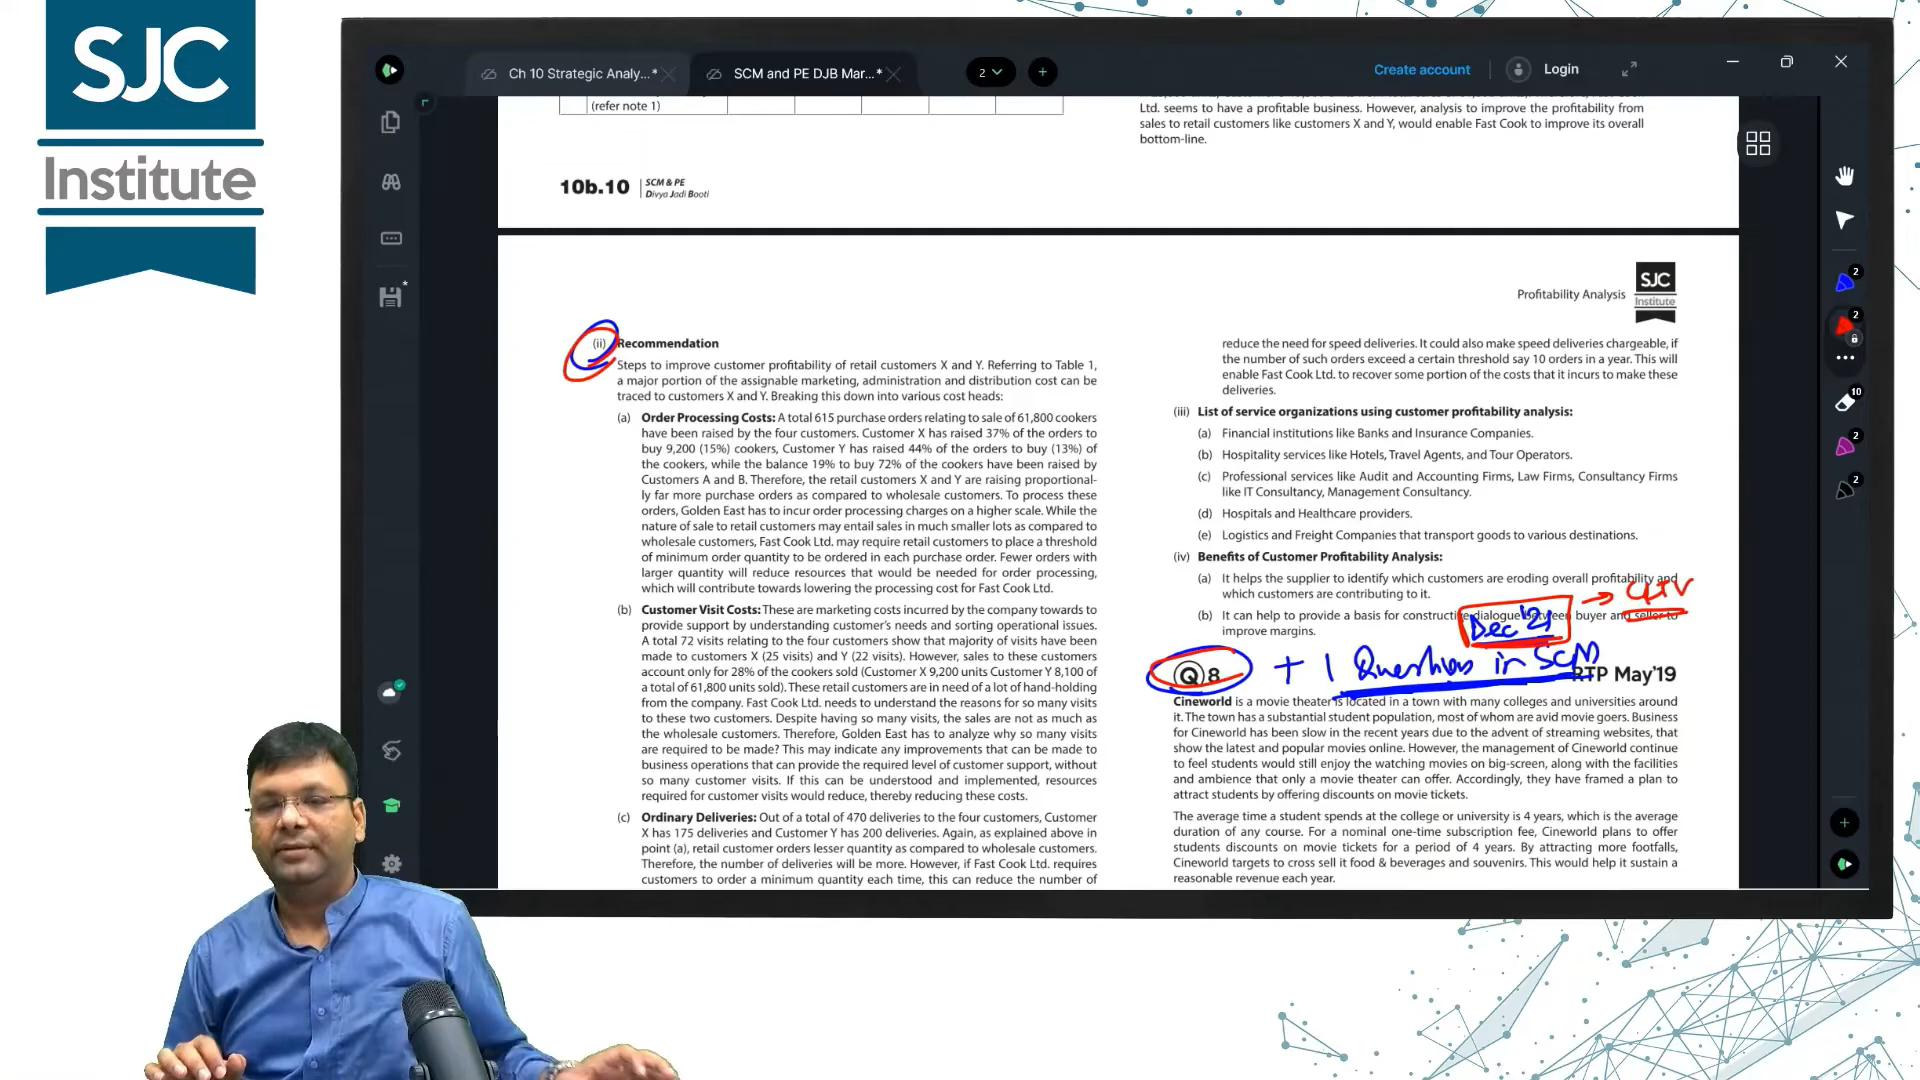 SJC
Institute
Ch 10 Strategic Analy...*
SCM and PE DJB Mar...*
2
Create account
Login
(refer note 1)
Ltd. seems to have a profitable business. However, analysis to improve the profitability from
sales to retail customers like customers X and Y, would enable Fast Cook to improve its overall
bottom-line.
10b.10
SCM & PE
Divya Jadi Booti
Profitability Analysis
SJC
Institute
(ii) Recommendation
Steps to improve customer profitability of retail customers X and Y. Referring to Table 1,
a major portion of the assignable marketing, administration and distribution cost can be
traced to customers X and Y. Breaking this down into various cost heads:
(a) Order Processing Costs: A total 615 purchase orders relating to sale of 61,800 cookers
have been raised by the four customers. Customer X has raised 37% of the orders to
buy 9,200 (15%) cookers, Customer Y has raised 44% of the orders to buy (13%) of
the cookers, while the balance 19% to buy 72% of the cookers have been raised by
Customers A and B. Therefore, the retail customers X and Y are raising proportional-
ly far more purchase orders as compared to wholesale customers. To process these
orders, Golden East has to incur order processing charges on a higher scale. While the
nature of sale to retail customers may entail sales in much smaller lots as compared to
wholesale customers, Fast Cook Ltd. may require retail customers to place a threshold
of minimum order quantity to be ordered in each purchase order. Fewer orders with
larger quantity will reduce resources that would be needed for order processing,
which will contribute towards lowering the processing cost for Fast Cook Ltd.
(b) Customer Visit Costs: These are marketing costs incurred by the company towards to
provide support by understanding customer's needs and sorting operational issues.
A total 72 visits relating to the four customers show that majority of visits have been
made to customers X (25 visits) and Y (22 visits). However, sales to these customers
account only for 28% of the cookers sold (Customer X 9,200 units Customer Y 8,100 of
a total of 61,800 units sold). These retail customers are in need of a lot of hand-holding
from the company. Fast Cook Ltd. needs to understand the reasons for so many visits
to these two customers. Despite having so many visits, the sales are not as much as
the wholesale customers. Therefore, Golden East has to analyze why so many visits
are required to be made? This may indicate any improvements that can be made to
business operations that can provide the required level of customer support, without
so many customer visits. If this can be understood and implemented, resources
required for customer visits would reduce, thereby reducing these costs.
(c) Ordinary Deliveries: Out of a total of 470 deliveries to the four customers, Customer
X has 175 deliveries and Customer Y has 200 deliveries. Again, as explained above in
point (a), retail customer orders lesser quantity as compared to wholesale customers.
Therefore, the number of deliveries will be more. However, if Fast Cook Ltd. requires
customers to order a minimum quantity each time, this can reduce the number of
reduce the need for speed deliveries. It could also make speed deliveries chargeable, if
the number of such orders exceed a certain threshold say 10 orders in a year. This will
enable Fast Cook Ltd. to recover some portion of the costs that it incurs to make these
deliveries.
(iii) List of service organizations using customer profitability analysis:
(a) Financial institutions like Banks and Insurance Companies.
(b) Hospitality services like Hotels, Travel Agents, and Tour Operators.
(c) Professional services like Audit and Accounting Firms, Law Firms, Consultancy Firms
like IT Consultancy, Management Consultancy.
(d) Hospitals and Healthcare providers.
(e) Logistics and Freight Companies that transport goods to various destinations.
(iv) Benefits of Customer Profitability Analysis:
(a) It helps the supplier to identify which customers are eroding overall profitability and
which customers are contributing to it.
(b) It can help to provide a basis for constructive dialogue between buyer and seller to
improve margins.
Dec '21 → CLTV
Q 8 + 1 Question in SCM RTP May'19
Cineworld is a movie theater is located in a town with many colleges and universities around
it. The town has a substantial student population, most of whom are avid movie goers. Business
for Cineworld has been slow in the recent years due to the advent of streaming websites, that
show the latest and popular movies online. However, the management of Cineworld continue
to feel students would still enjoy the watching movies on big-screen, along with the facilities
and ambience that only a movie theater can offer. Accordingly, they have framed a plan to
attract students by offering discounts on movie tickets.
The average time a student spends at the college or university is 4 years, which is the average
duration of any course. For a nominal one-time subscription fee, Cineworld plans to offer
students discounts on movie tickets for a period of 4 years. By attracting more footfalls,
Cineworld targets to cross sell it food & beverages and souvenirs. This would help it sustain a
reasonable revenue each year.
2
2
10
2
2